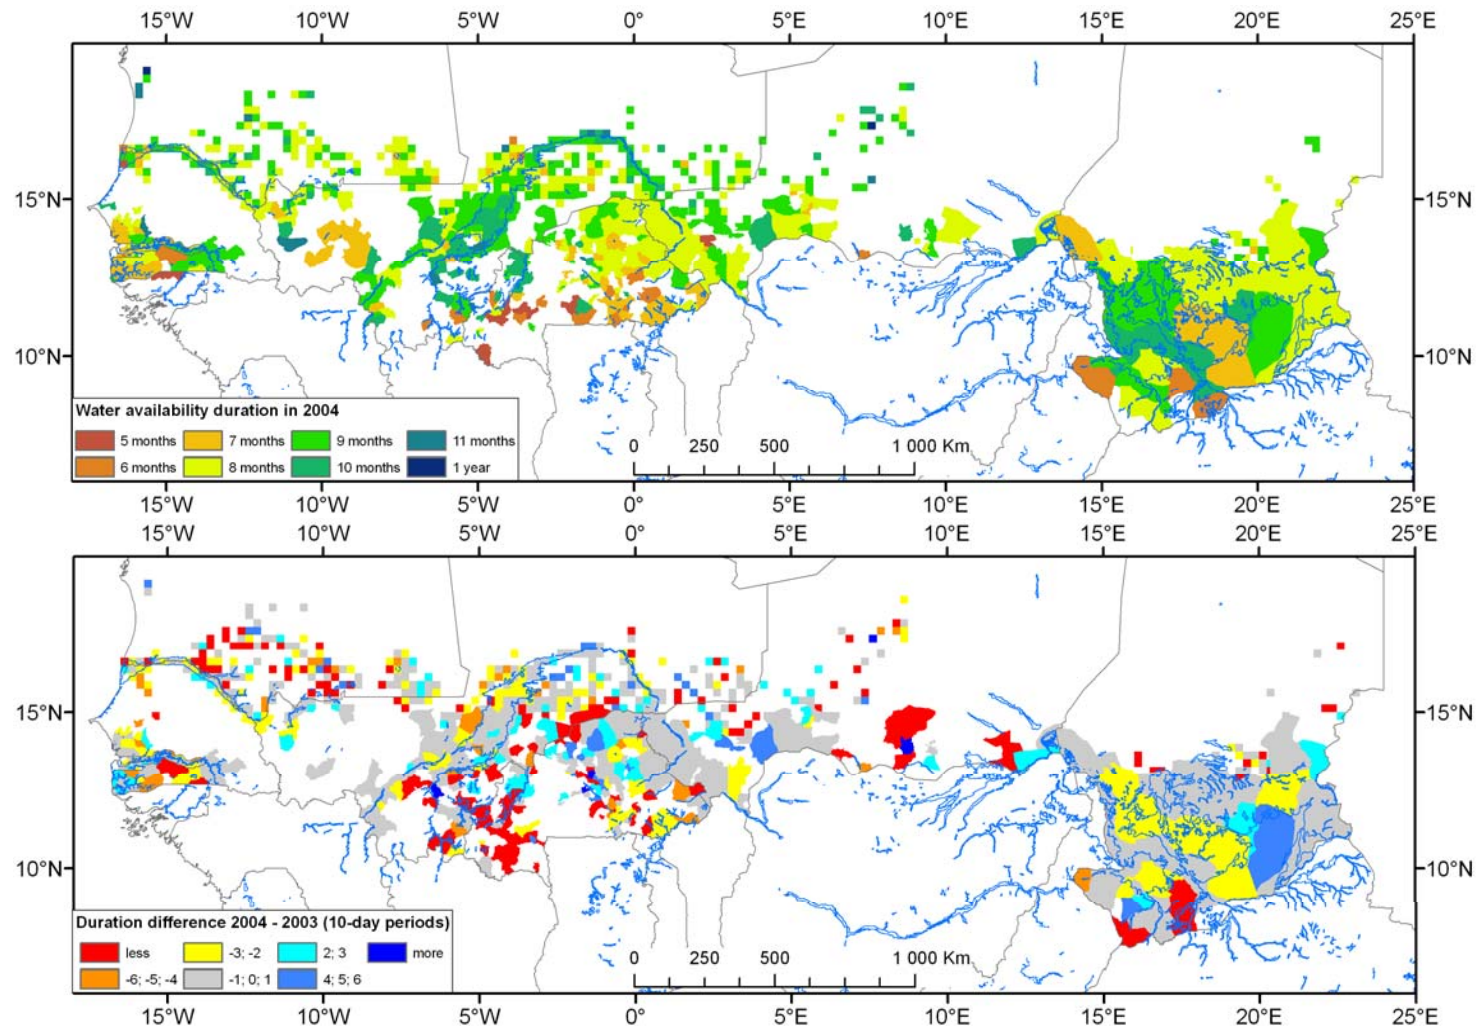 15°W 10°W 5°W 0° 5°E 10°E 15°E 20°E 25°E
15°N 15°N
10°N 10°N
Water availability duration in 2004
5 months 7 months 9 months 11 months
6 months 8 months 10 months 1 year
0 250 500 1000 Km
15°W 10°W 5°W 0° 5°E 10°E 15°E 20°E 25°E
15°W 10°W 5°W 0° 5°E 10°E 15°E 20°E 25°E
15°N 15°N
10°N 10°N
Duration difference 2004 - 2003 (10-day periods)
less -3; -2 2; 3 more
-6; -5; -4 -1; 0; 1 4; 5; 6
0 250 500 1000 Km
15°W 10°W 5°W 0° 5°E 10°E 15°E 20°E 25°E